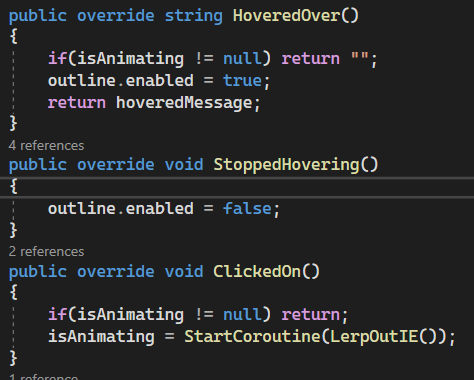 public override string HoveredOver()
{
    if(isAnimating != null) return "";
    outline.enabled = true;
    return hoveredMessage;
}
4 references
public override void StoppedHovering()
{
    outline.enabled = false;
}
2 references
public override void ClickedOn()
{
    if(isAnimating != null) return;
    isAnimating = StartCoroutine(LerpOutIE());
}
1 reference